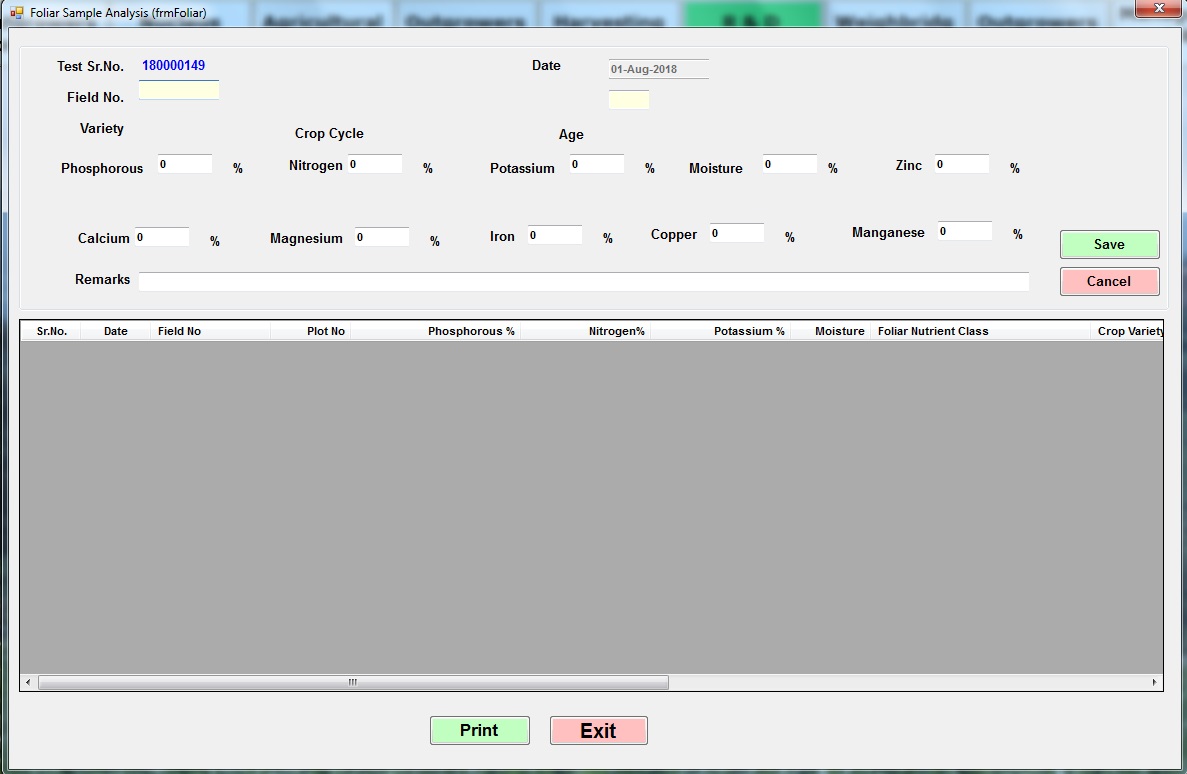 Foliar Sample Analysis (frmFoliar)
Agricultural Harvesting R & D Weighbridge
Test Sr.No. 180000149 Date 01-Aug-2018
Field No.
Variety Crop Cycle Age
Phosphorous 0 % Nitrogen 0 % Potassium 0 % Moisture 0 % Zinc 0 %
Calcium 0 % Magnesium 0 % Iron 0 % Copper 0 % Manganese 0 %
Save
Remarks
Cancel
Sr.No. Date Field No Plot No Phosphorous % Nitrogen% Potassium % Moisture Foliar Nutrient Class Crop Variety
Print Exit